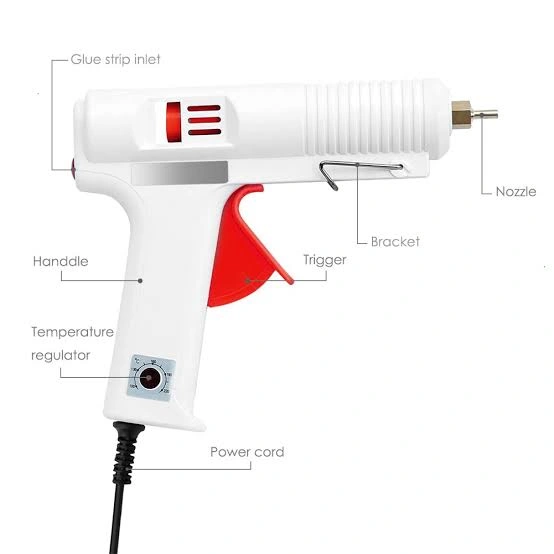 Glue strip inlet
Nozzle
Bracket
Handdle
Trigger
Temperature
regulator
Power cord